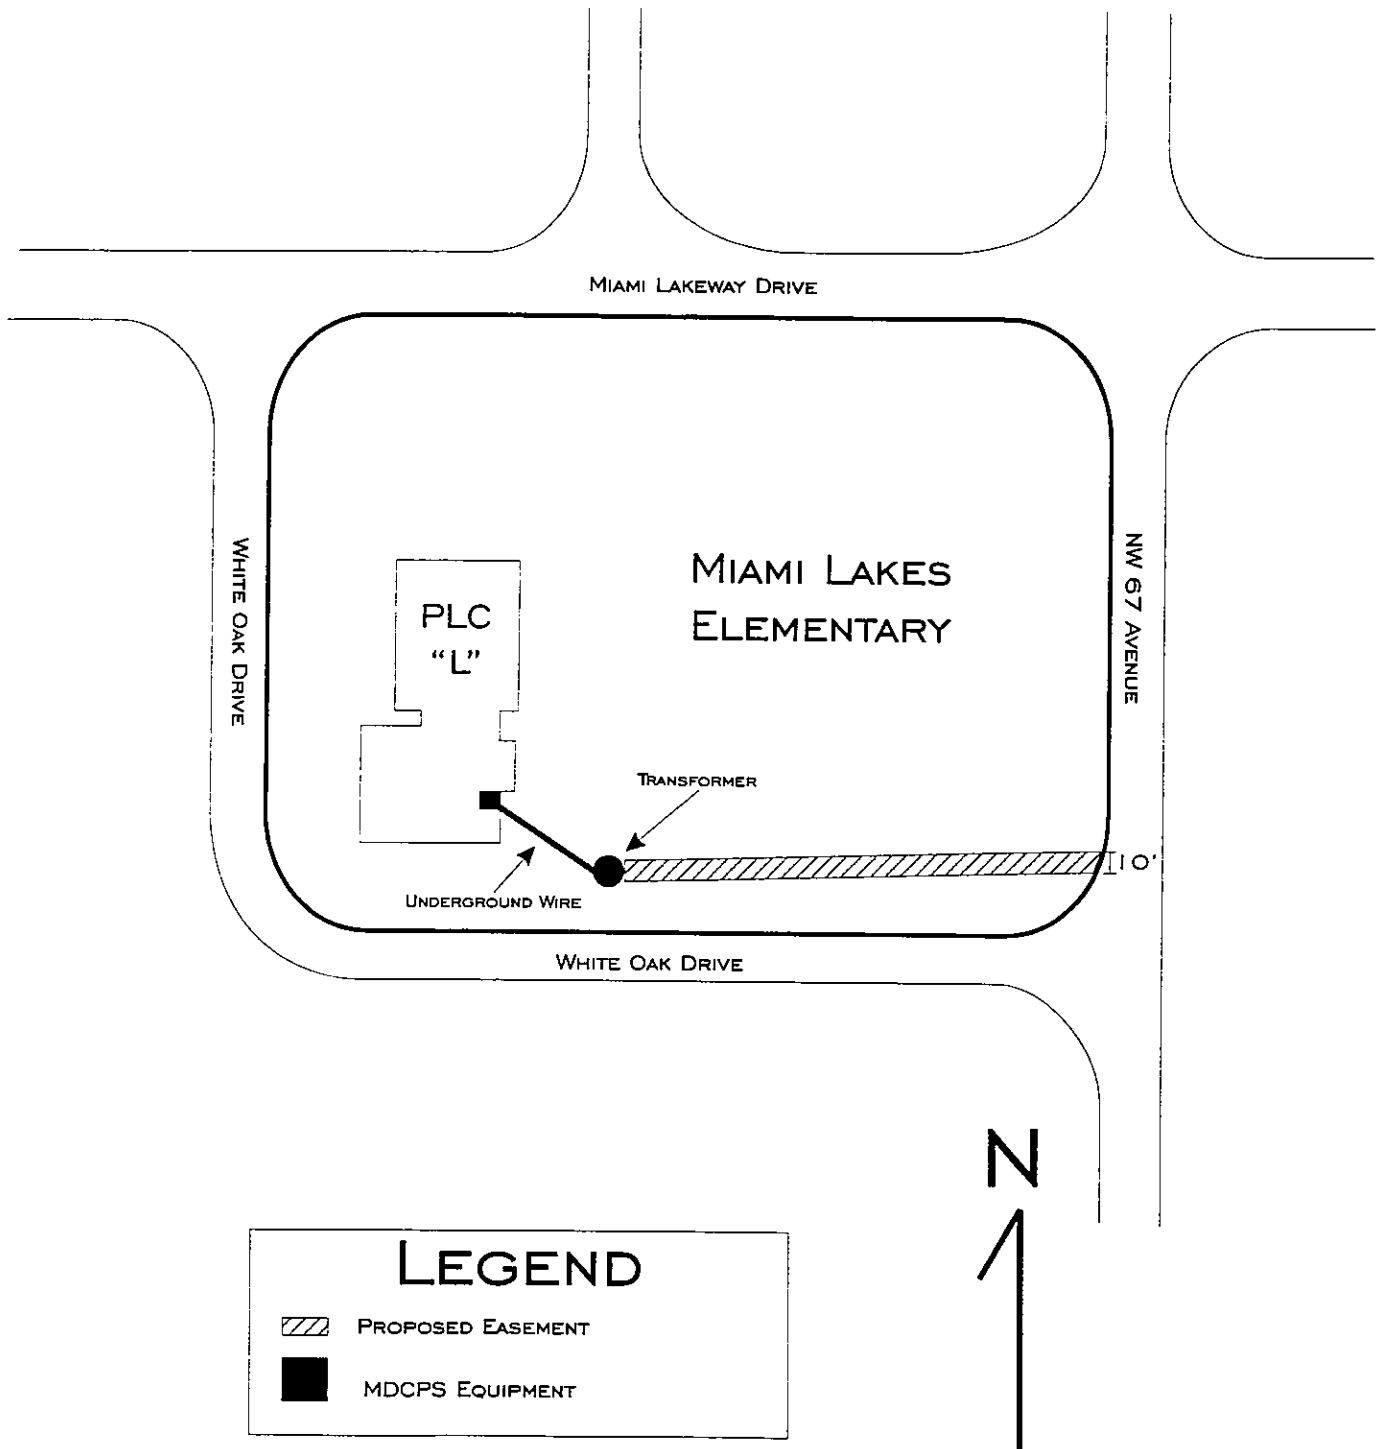 MIAMI LAKEWAY DRIVE
WHITE OAK DRIVE
NW 67 AVENUE
MIAMI LAKES
ELEMENTARY
PLC
“L”
TRANSFORMER
10'
UNDERGROUND WIRE
WHITE OAK DRIVE
N
LEGEND
PROPOSED EASEMENT
MDCPS EQUIPMENT